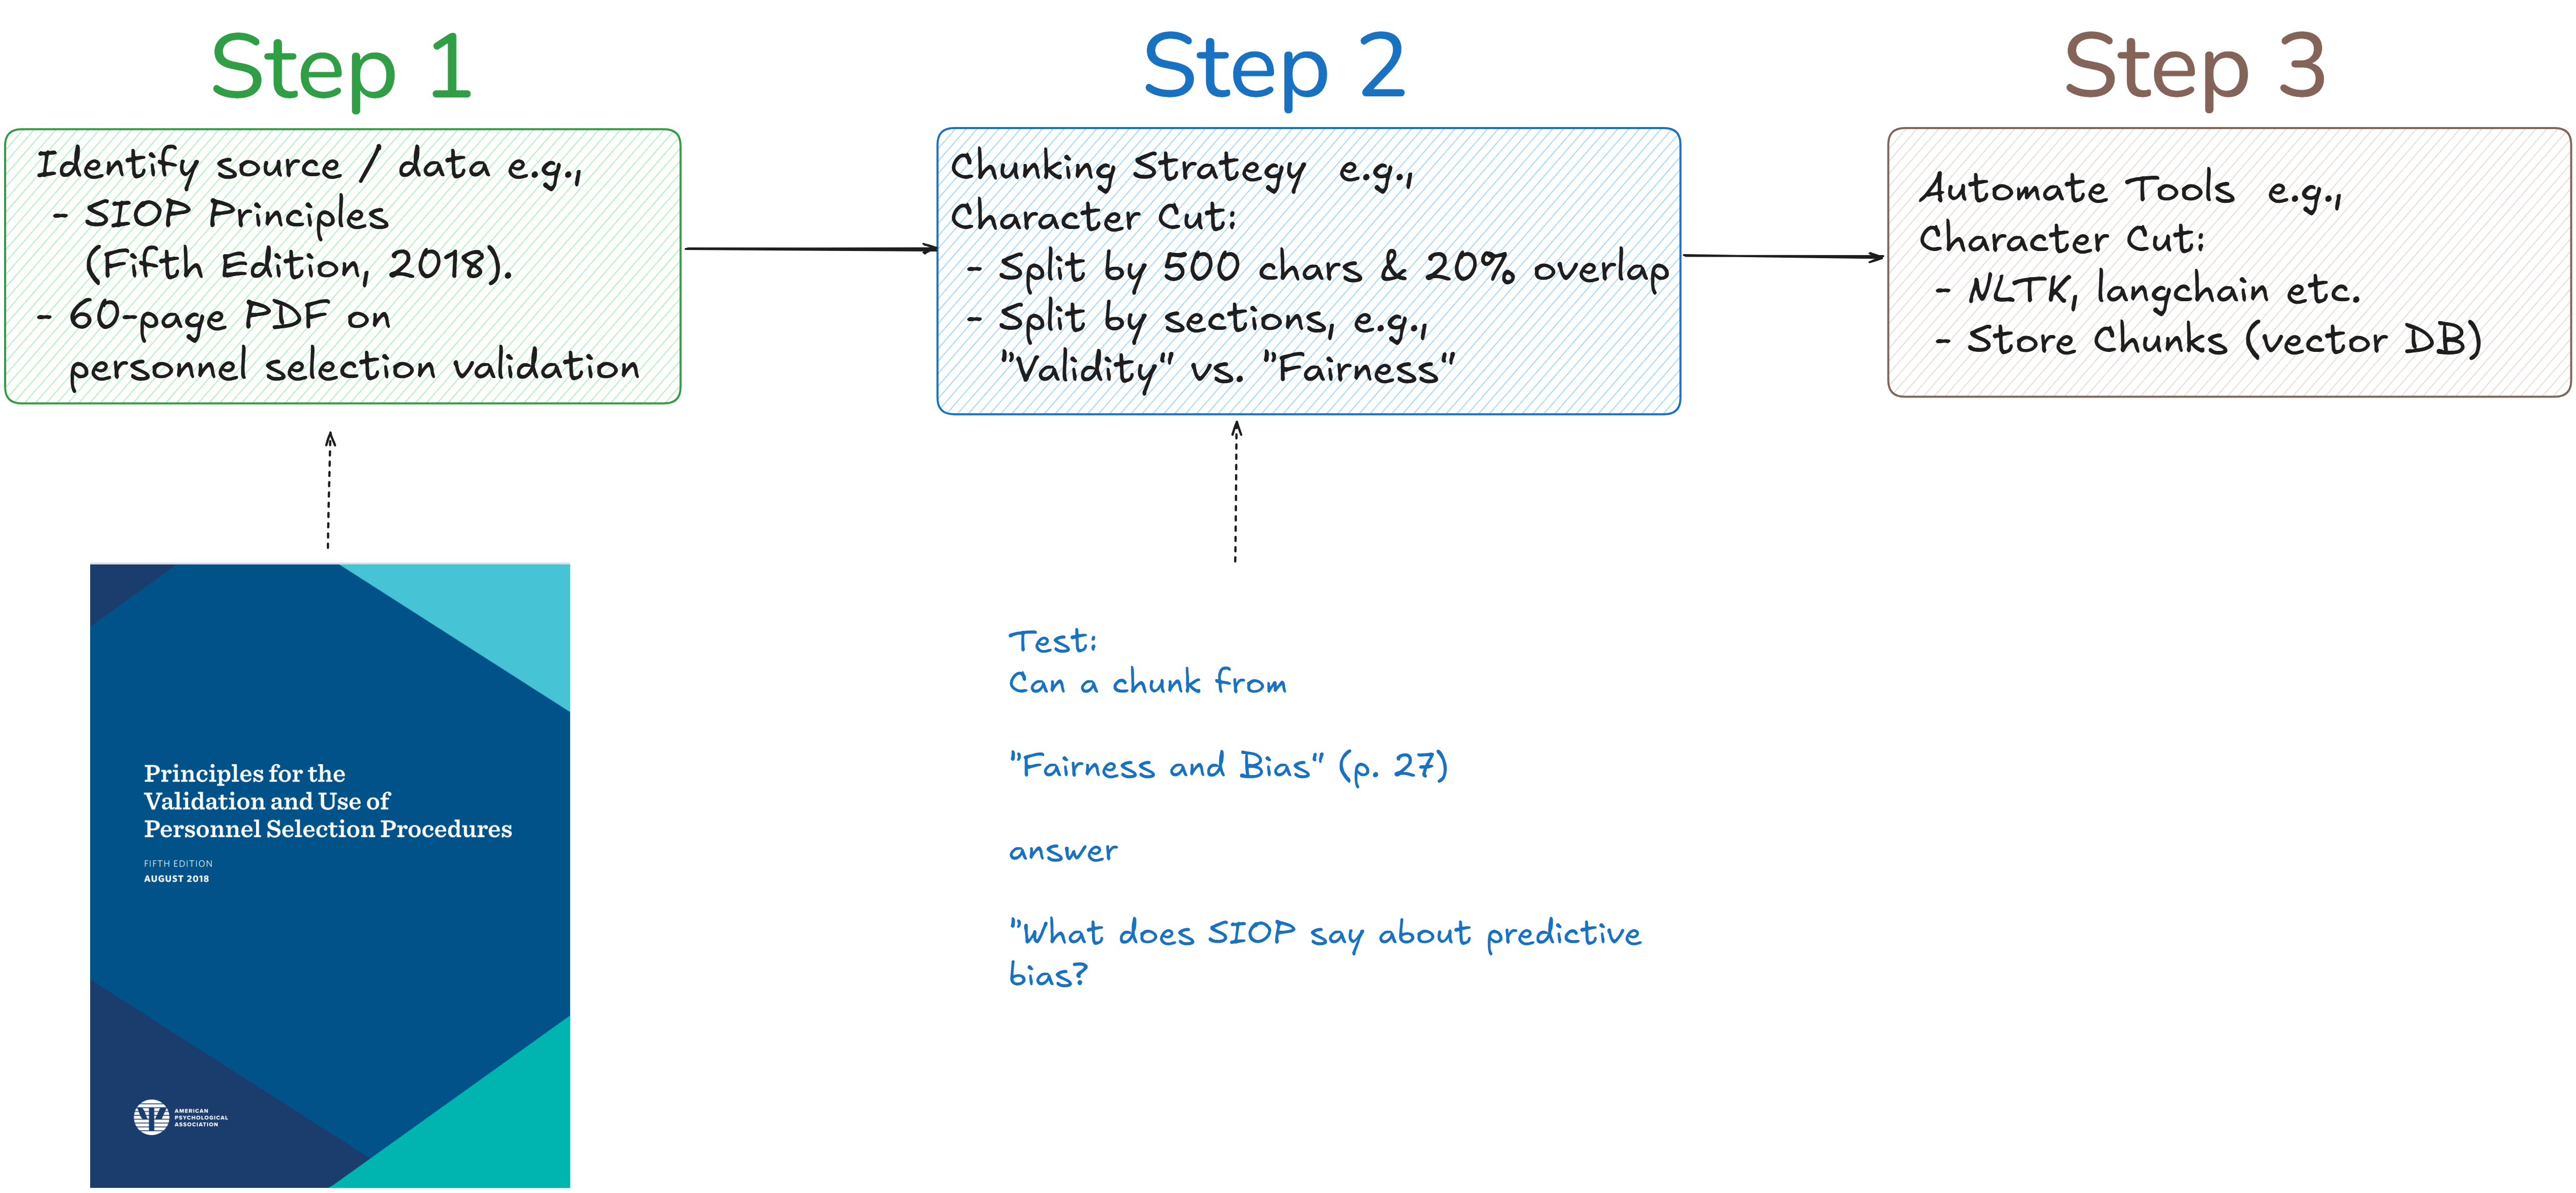 Step 1
Identify source / data e.g.,
- SIOP Principles
(Fifth Edition, 2018).
- 60-page PDF on
personnel selection validation
Principles for the
Validation and Use of
Personnel Selection Procedures
FIFTH EDITION
AUGUST 2018
AMERICAN
PSYCHOLOGICAL
ASSOCIATION
Step 2
Chunking Strategy e.g.,
Character Cut:
- Split by 500 chars & 20% overlap
- Split by sections, e.g.,
"Validity" vs. "Fairness"
Test:
Can a chunk from
"Fairness and Bias" (p. 27)
answer
"What does SIOP say about predictive
bias?
Step 3
Automate Tools e.g.,
Character Cut:
- NLTK, langchain etc.
- Store Chunks (vector DB)